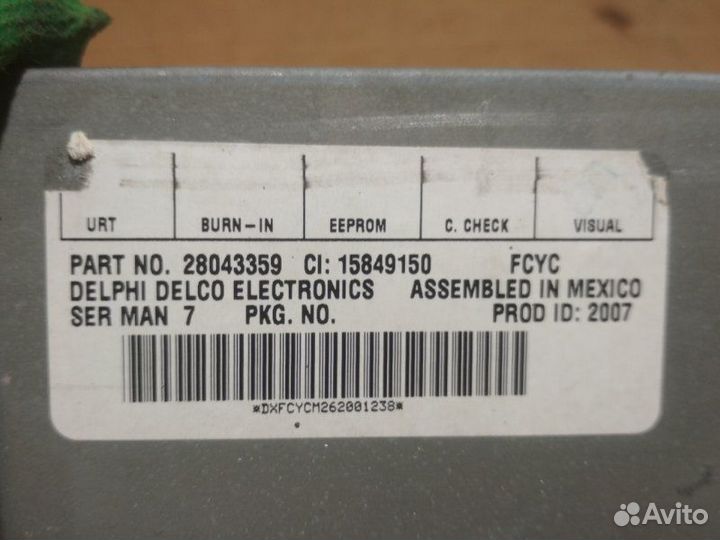 URT BURN-IN EEPROM C. CHECK VISUAL
PART NO. 28043359 CI: 15849150 FCYC
DELPHI DELCO ELECTRONICS ASSEMBLED IN MEXICO
SER MAN 7 PKG. NO. PROD ID: 2007
*DXFCYCM262001238*
Avito